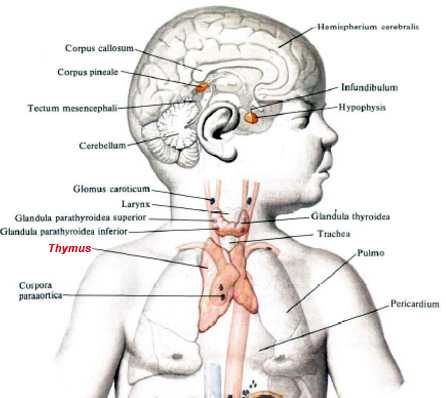 Hemispherium cerebralis
Corpus callosum
Corpus pineale
Infundibulum
Tectum mesencephali
Hypophysis
Cerebellum
Glomus caroticum
Larynx
Glandula parathyroidea superior
Glandula thyroidea
Glandula parathyroidea inferior
Trachea
Thymus
Pulmo
Cuspora
paraaortica
Pericardium